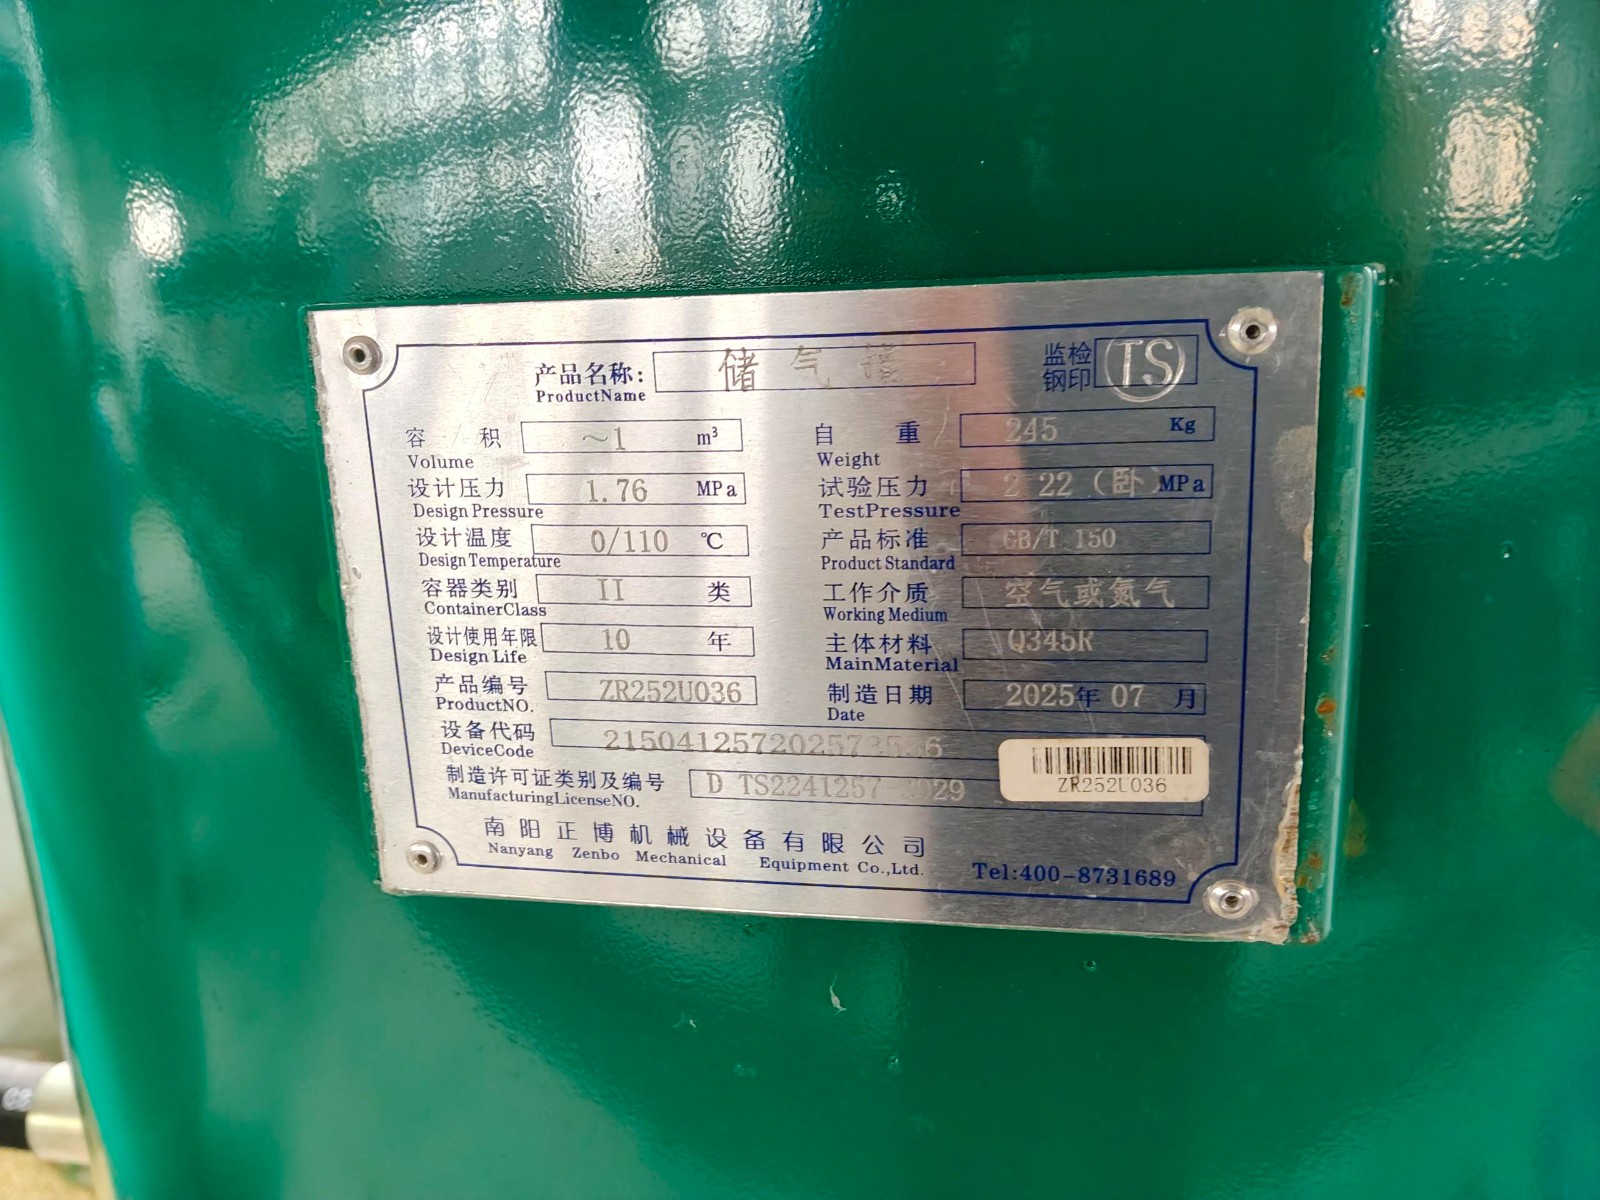 产品名称: 储气罐 监检 TS
ProductName 钢印
容 积 ~1 m³ 自 重 245 Kg
Volume Weight
设计压力 1.76 MPa 试验压力 2.22 (卧) MPa
Design Pressure TestPressure
设计温度 0/110 ℃ 产品标准 GB/T 150
Design Temperature Product Standard
容器类别 II 类 工作介质 空气或氮气
ContainerClass Working Medium
设计使用年限 10 年 主体材料 Q345R
Design Life MainMaterial
产品编号 ZR252U036 制造日期 2025年 07 月
ProductNO. Date
设备代码
DeviceCode
制造许可证类别及编号 D TS2241257
ManufacturingLicenseNO. ZR252U036
南阳正博机械设备有限公司
Nanyang Zenbo Mechanical Equipment Co.,Ltd. Tel:400-8731689